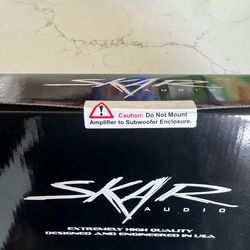 SKAR
AUDIO
Caution: Do Not Mount
Amplifier to Subwoofer Enclosure.
SKAR
AUDIO
EXTREMELY HIGH QUALITY
DESIGNED AND ENGINEERED IN USA